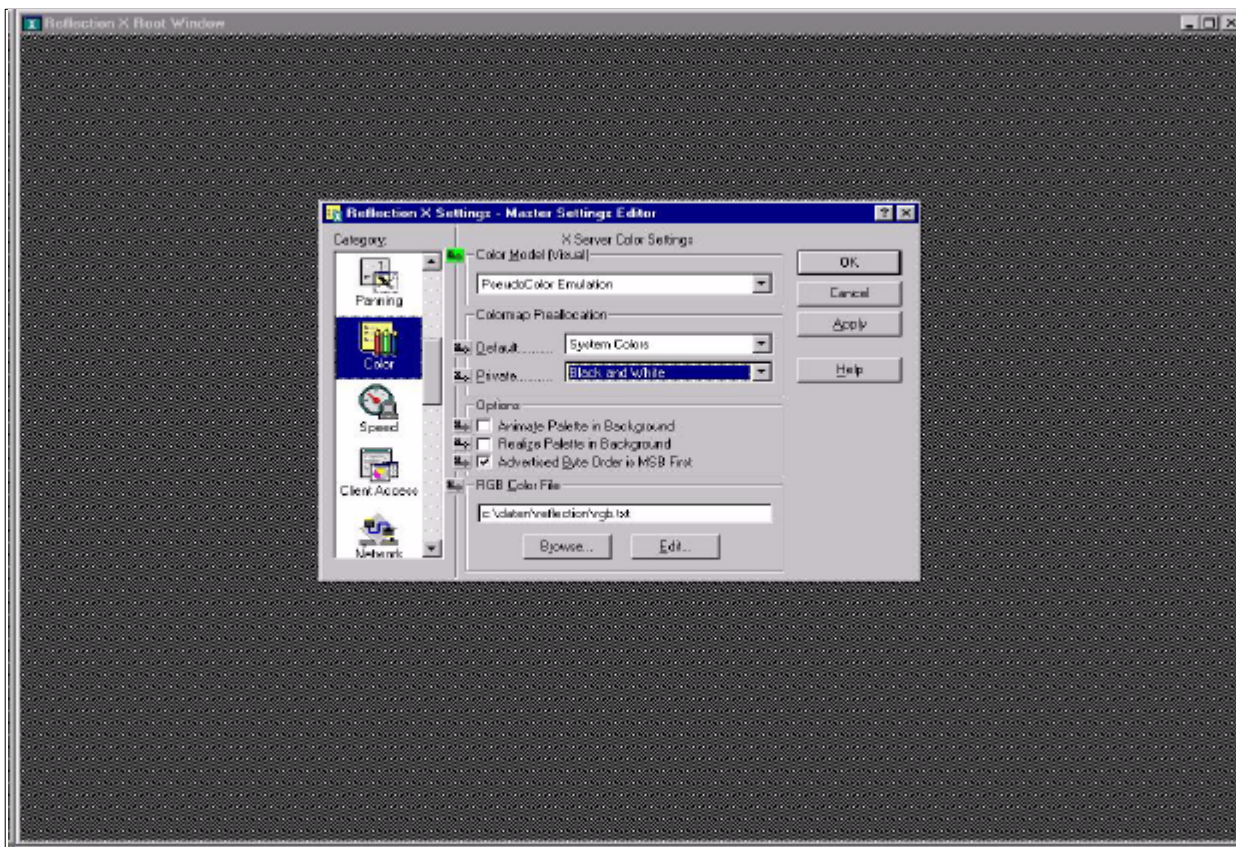 Reflection X Root Window
Reflection X Settings - Master Settings Editor
Category:
X Server Color Settings
Panning
Color
Speed
Client Access
Network
Color Model (Visual)
PseudoColor Emulation
Colormap Preallocation
Default.......... System Colors
Private.......... Black and White
Options
Animate Palette in Background
Realize Palette in Background
Advertised Byte Order is MSB First
RGB Color File
c:\daten\reflection\rgb.txt
Browse...
Edit...
OK
Cancel
Apply
Help